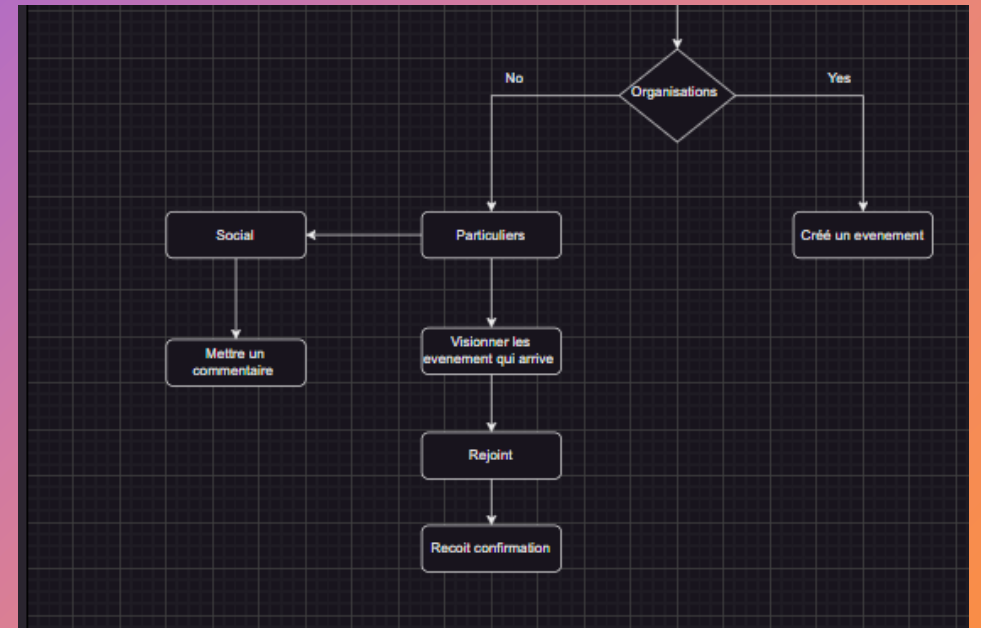 No
Yes
Organisations
Social
Particuliers
Créé un evenement
Mettre un
commentaire
Visionner les
evenement qui arrive
Rejoint
Recoit confirmation